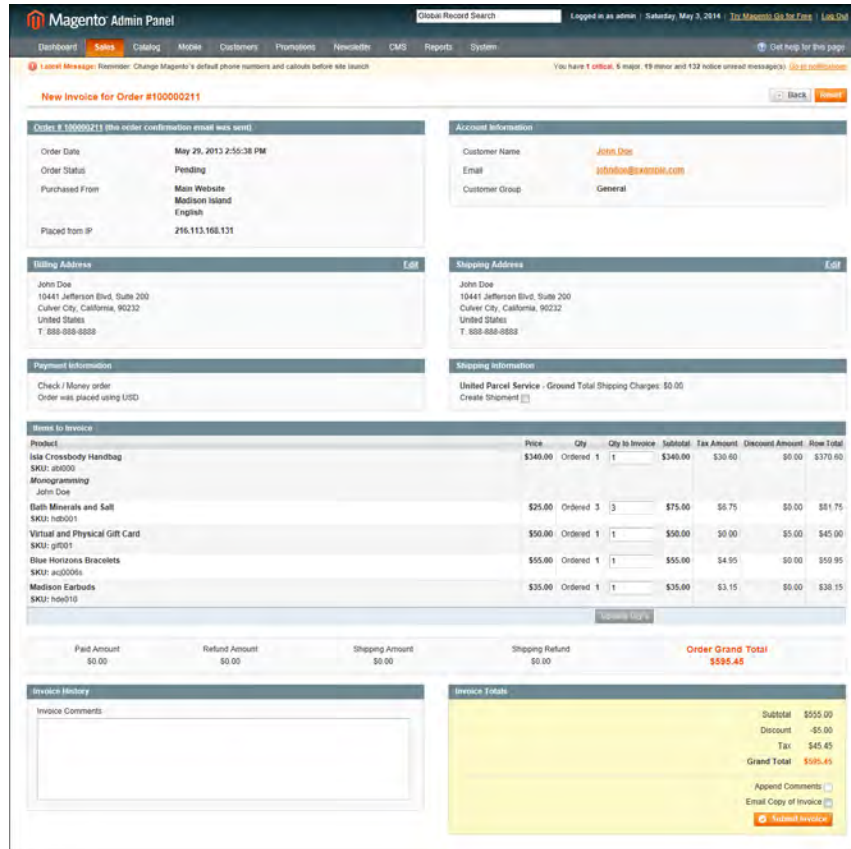 Magento Admin Panel
Global Record Search
Logged in as admin | Saturday, May 3, 2014 | Try Magento Go for Free | Log Out
Dashboard Sales Catalog Mobile Customers Promotions Newsletter CMS Reports System
Get help for this page
Latest Message: Reminder: Change Magento's default phone numbers and callouts before site launch
You have 1 critical, 5 major, 19 minor and 132 notice unread message(s). Go to notifications
New Invoice for Order #100000211
Back Reset
Order # 100000211 (the order confirmation email was sent)
Order Date May 29, 2013 2:55:38 PM
Order Status Pending
Purchased From Main Website
Madison Island
English
Placed from IP 216.113.168.131
Account Information
Customer Name John Doe
Email johndoe@example.com
Customer Group General
Billing Address Edit
John Doe
10441 Jefferson Blvd, Suite 200
Culver City, California, 90232
United States
T: 888-888-8888
Shipping Address Edit
John Doe
10441 Jefferson Blvd, Suite 200
Culver City, California, 90232
United States
T: 888-888-8888
Payment Information
Check / Money order
Order was placed using USD
Shipping Information
United Parcel Service - Ground Total Shipping Charges: $0.00
Create Shipment
Items to Invoice
Product Price Qty Qty to Invoice Subtotal Tax Amount Discount Amount Row Total
Isla Crossbody Handbag $340.00 Ordered 1 1 $340.00 $30.60 $0.00 $370.60
SKU: abl000
Monogramming
John Doe
Bath Minerals and Salt $25.00 Ordered 3 3 $75.00 $6.75 $0.00 $81.75
SKU: hdb001
Virtual and Physical Gift Card $50.00 Ordered 1 1 $50.00 $0.00 $5.00 $45.00
SKU: gif001
Blue Horizons Bracelets $55.00 Ordered 1 1 $55.00 $4.95 $0.00 $59.95
SKU: acj0006s
Madison Earbuds $35.00 Ordered 1 1 $35.00 $3.15 $0.00 $38.15
SKU: hde010
Update Qty's
Paid Amount Refund Amount Shipping Amount Shipping Refund Order Grand Total
$0.00 $0.00 $0.00 $0.00 $595.45
Invoice History
Invoice Comments
Invoice Totals
Subtotal $555.00
Discount -$5.00
Tax $45.45
Grand Total $595.45
Append Comments
Email Copy of Invoice
Submit Invoice